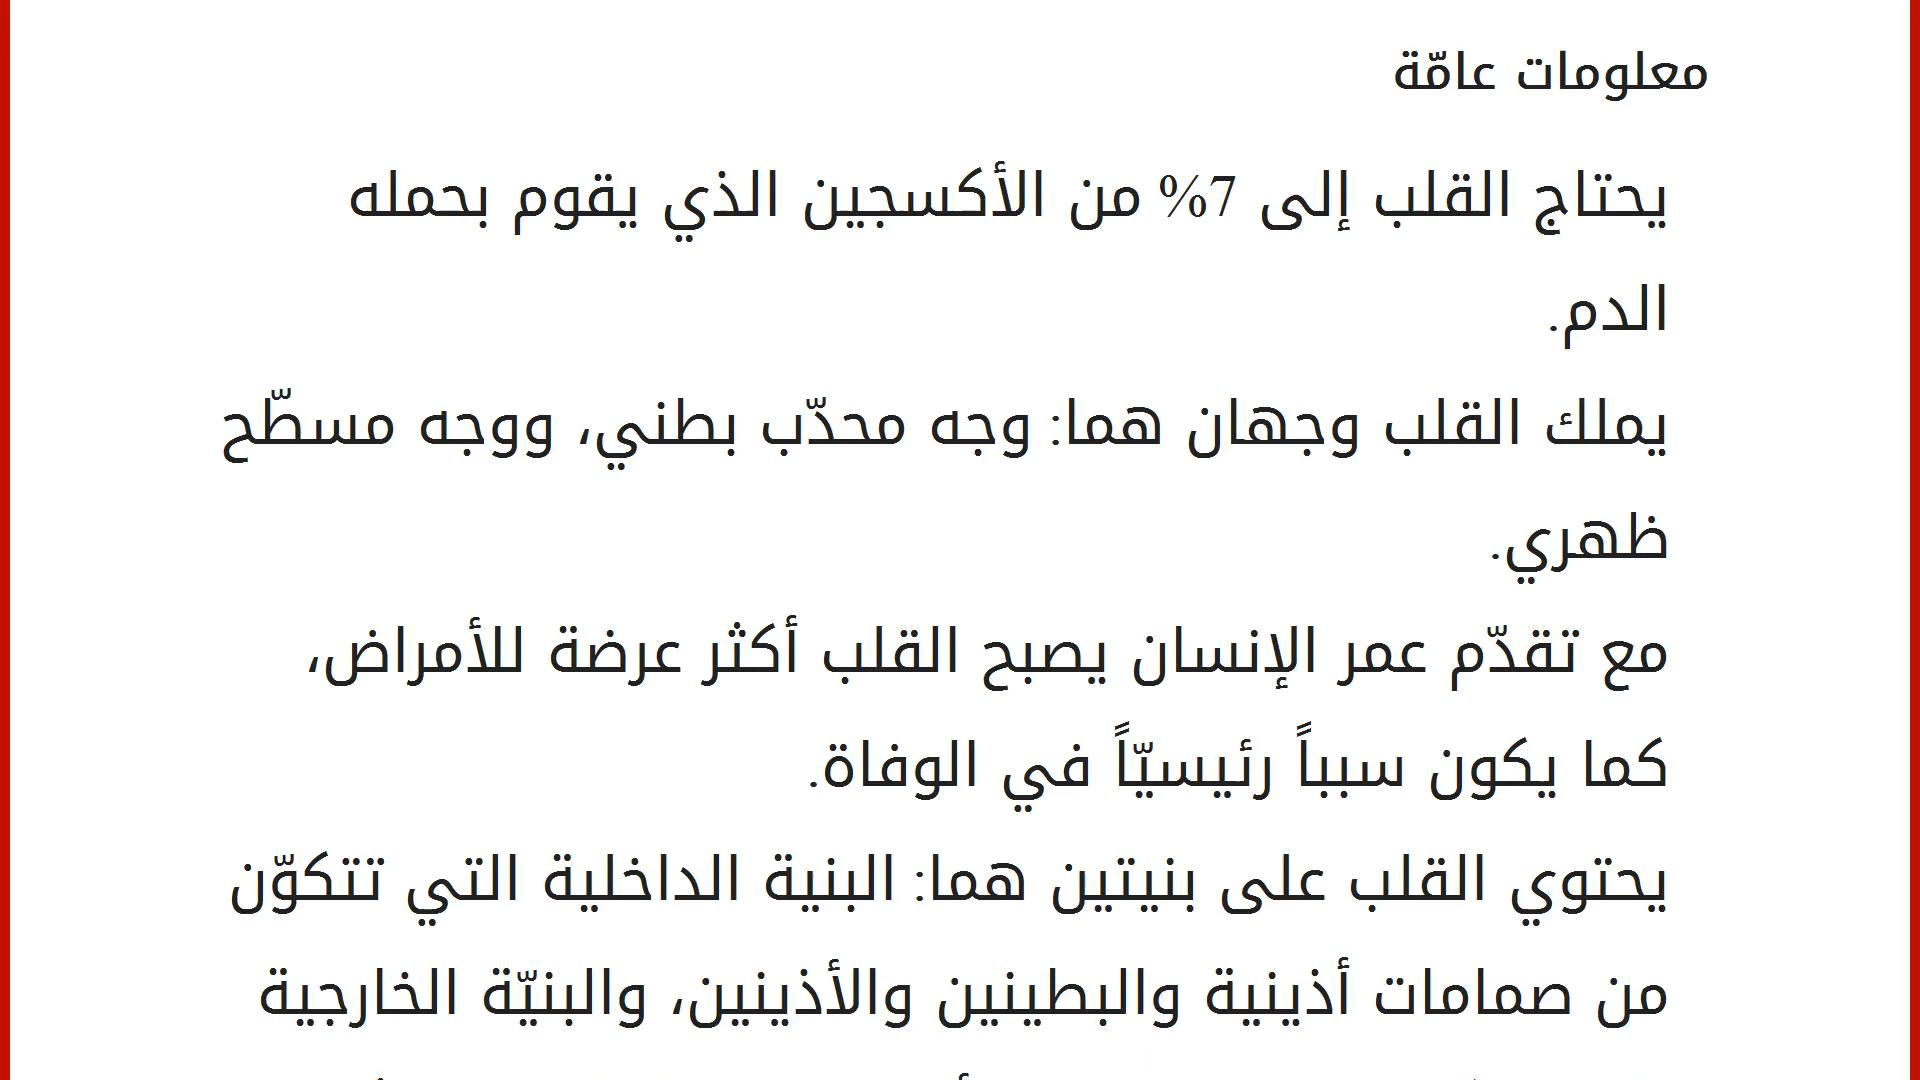 معلومات عامّة
يحتاج القلب إلى 7% من الأكسجين الذي يقوم بحمله
الدم.
يملك القلب وجهان هما: وجه محدّب بطني، ووجه مسطّح
ظهري.
مع تقدّم عمر الإنسان يصبح القلب أكثر عرضة للأمراض،
كما يكون سبباً رئيسيّاً في الوفاة.
يحتوي القلب على بنيتين هما: البنية الداخلية التي تتكوّن
من صمامات أذينية والبطينين والأذينين، والبنيّة الخارجية